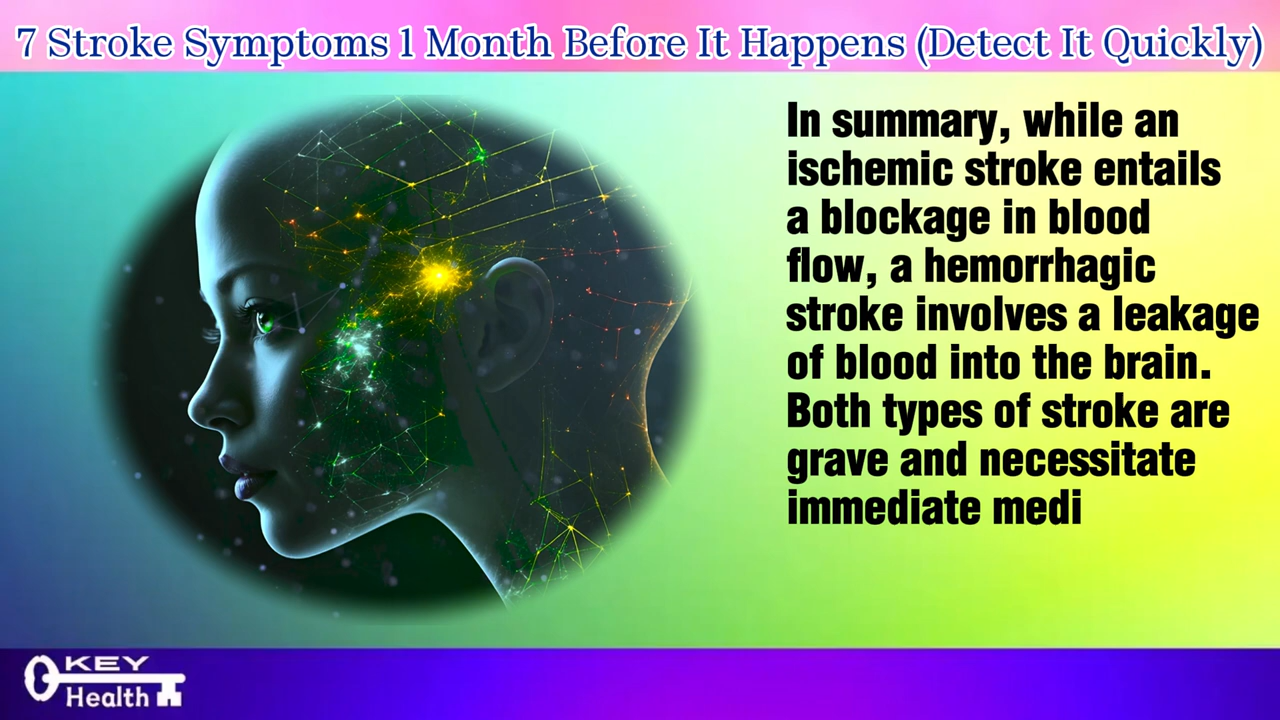 7 Stroke Symptoms 1 Month Before It Happens (Detect It Quickly)
In summary, while an
ischemic stroke entails
a blockage in blood
flow, a hemorrhagic
stroke involves a leakage
of blood into the brain.
Both types of stroke are
grave and necessitate
immediate medi
KEY
Health